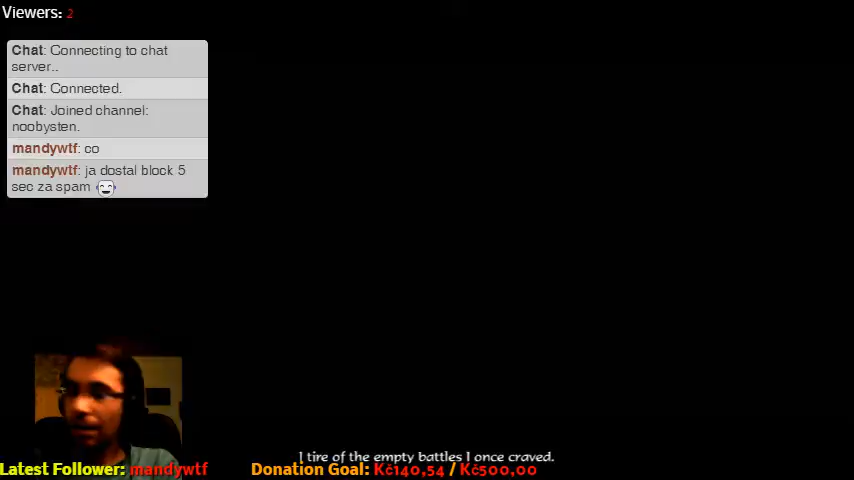 Viewers: 2
Chat: Connecting to chat
server..
Chat: Connected.
Chat: Joined channel:
noobysten.
mandywtf: co
mandywtf: ja dostal block 5
sec za spam
I tire of the empty battles I once craved.
Latest Follower: mandywtf
Donation Goal: Kč140,54 / Kč500,00